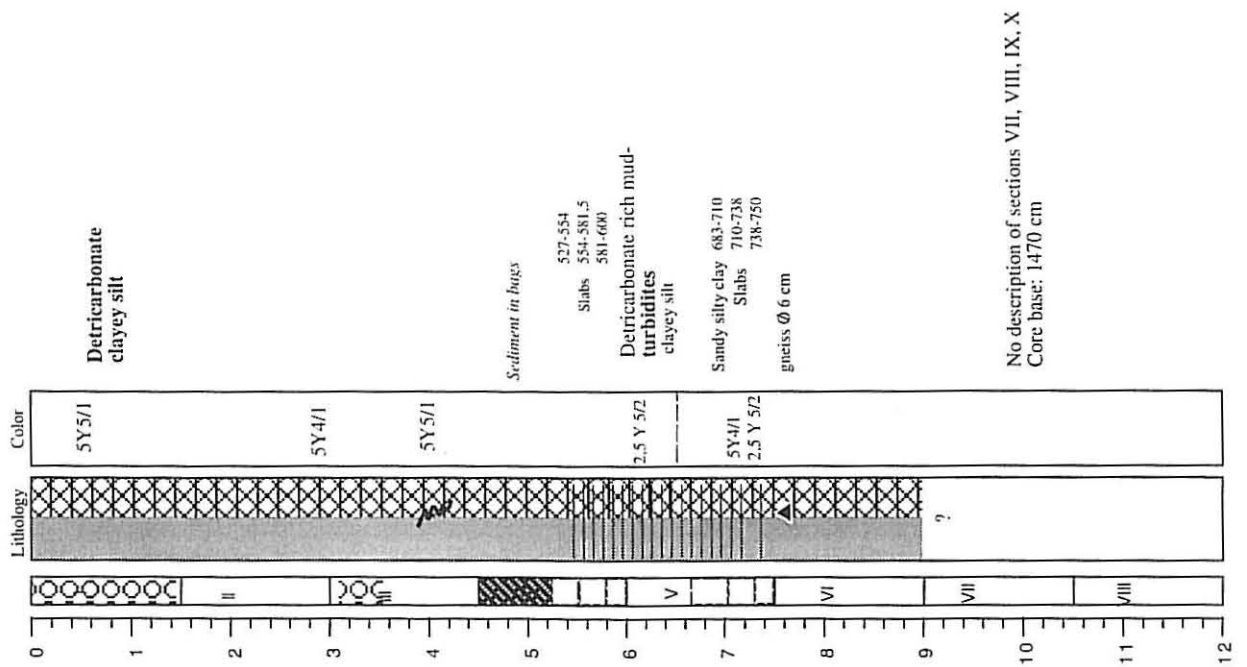 Lithology
Color
0
1
2
3
4
5
6
7
8
9
10
11
12
II
III
V
VI
VII
VIII
?
5Y5/1
5Y4/1
5Y5/1
2,5 Y 5/2
5Y4/1
2,5 Y 5/2
Detricarbonate
clayey silt
Sediment in bags
527-554
Slabs 554-581,5
581-600
Detricarbonate rich mud-
turbidites
clayey silt
Sandy silty clay 683-710
710-738
Slabs
738-750
gneiss Ø 6 cm
No description of sections VII, VIII, IX, X
Core base: 1470 cm